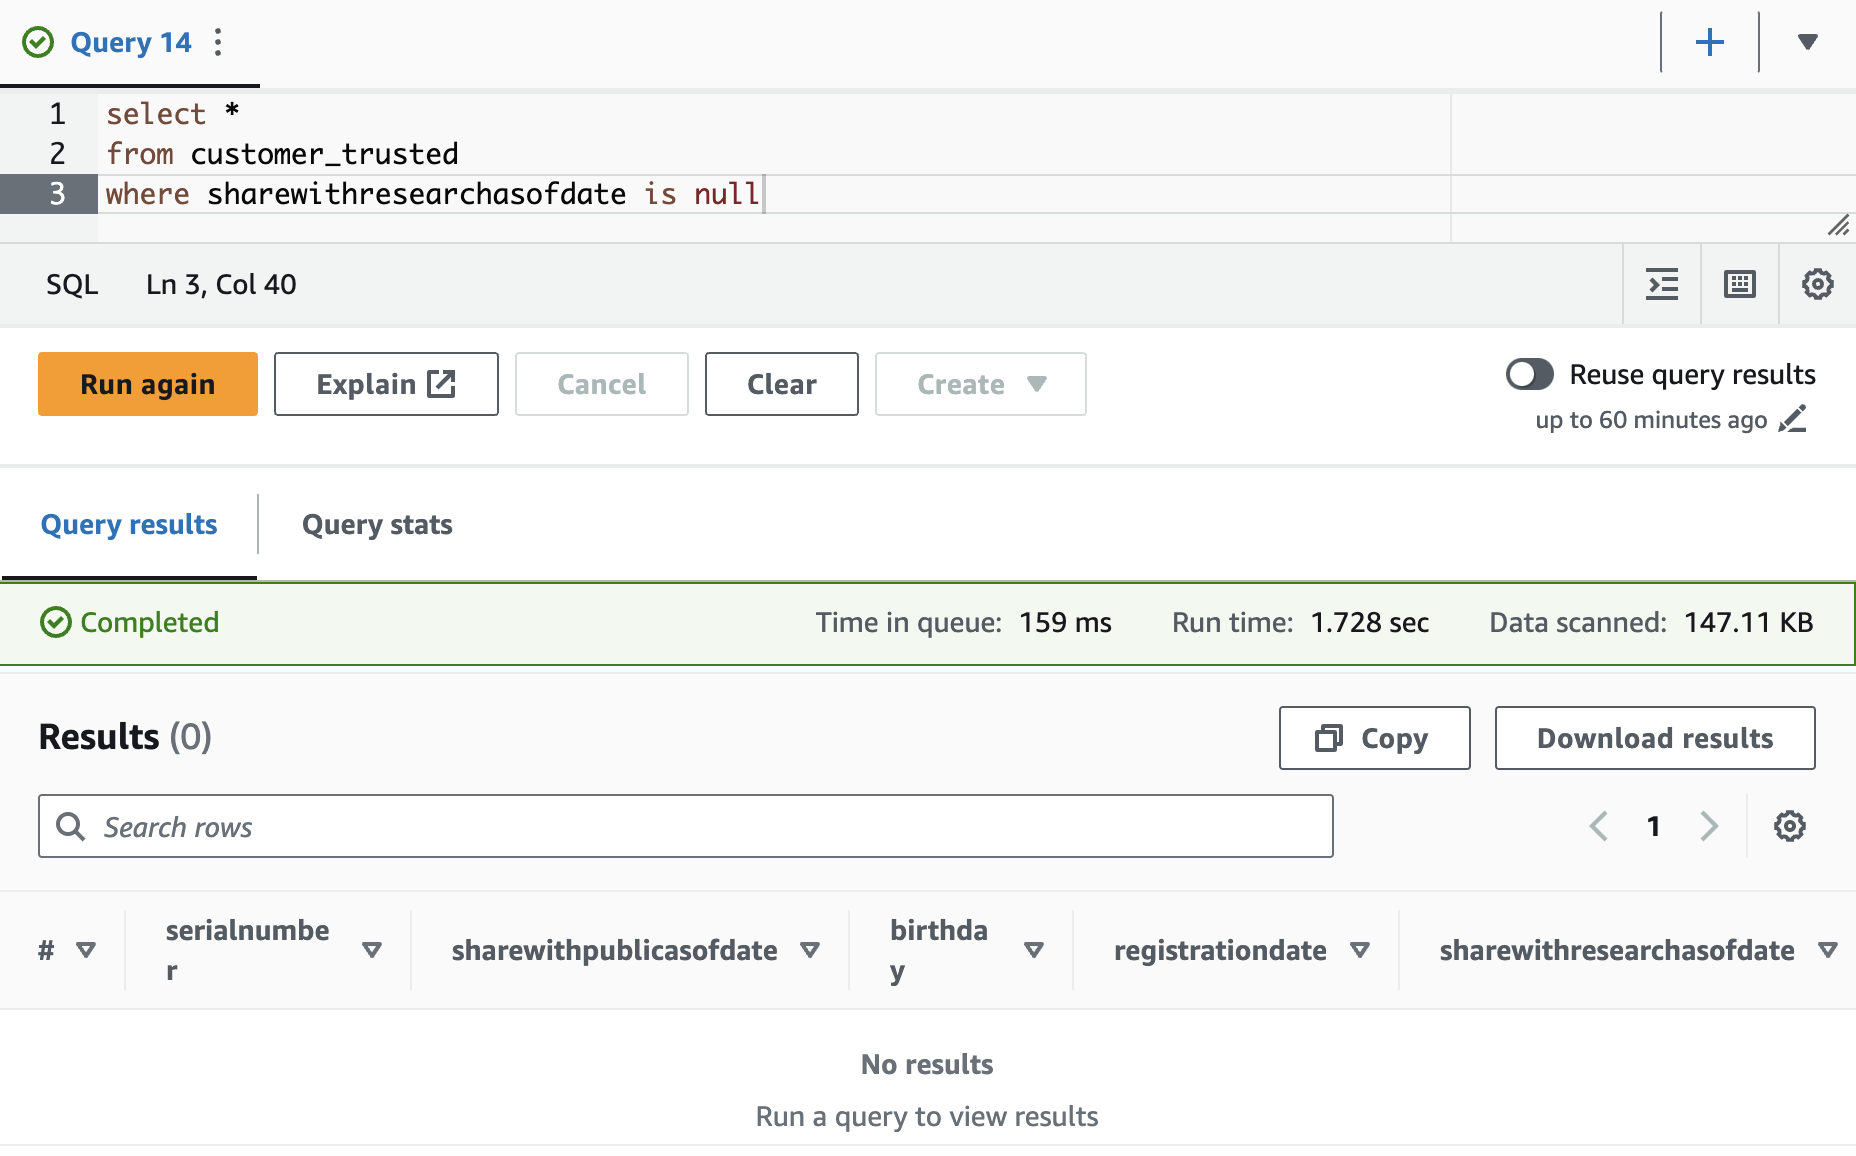 Query 14
1 select *
2 from customer_trusted
3 where sharewithresearchasofdate is null
SQL Ln 3, Col 40
Run again Explain Cancel Clear Create Reuse query results
up to 60 minutes ago
Query results Query stats
Completed Time in queue: 159 ms Run time: 1.728 sec Data scanned: 147.11 KB
Results (0) Copy Download results
Search rows 1
# serialnumbe
r sharewithpublicasofdate birthda
y registrationdate sharewithresearchasofdate
No results
Run a query to view results